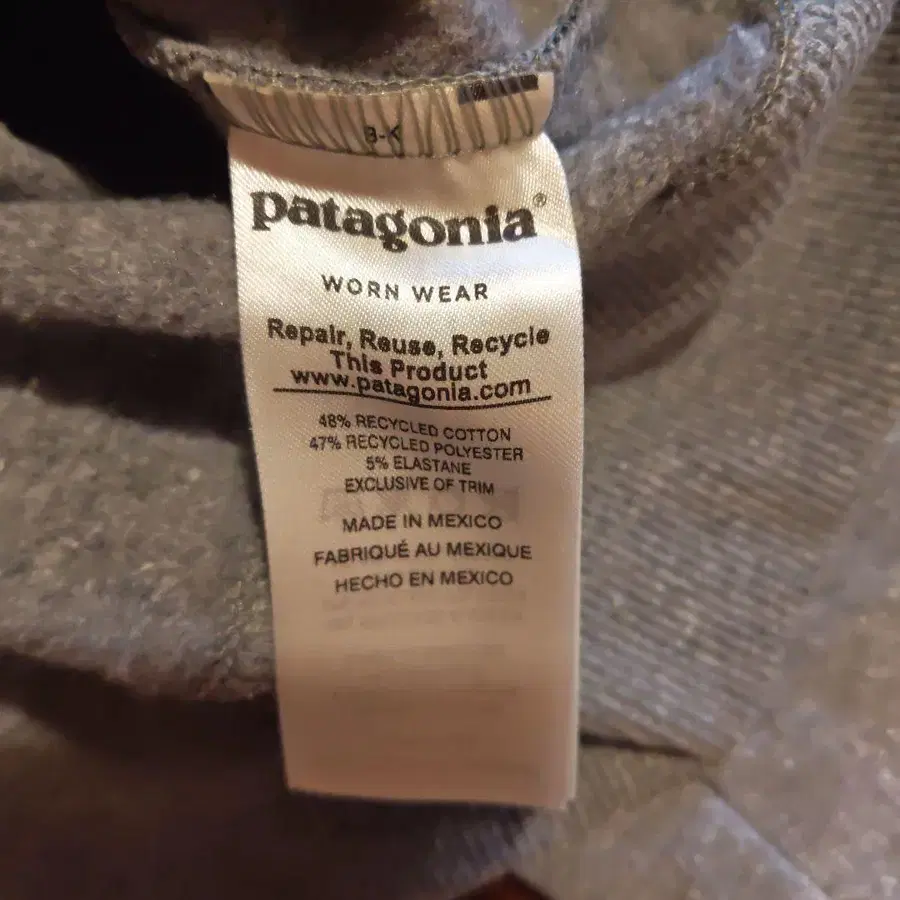 patagonia®
WORN WEAR
Repair, Reuse, Recycle
This Product
www.patagonia.com
48% RECYCLED COTTON
47% RECYCLED POLYESTER
5% ELASTANE
EXCLUSIVE OF TRIM
MADE IN MEXICO
FABRIQUÉ AU MEXIQUE
HECHO EN MEXICO